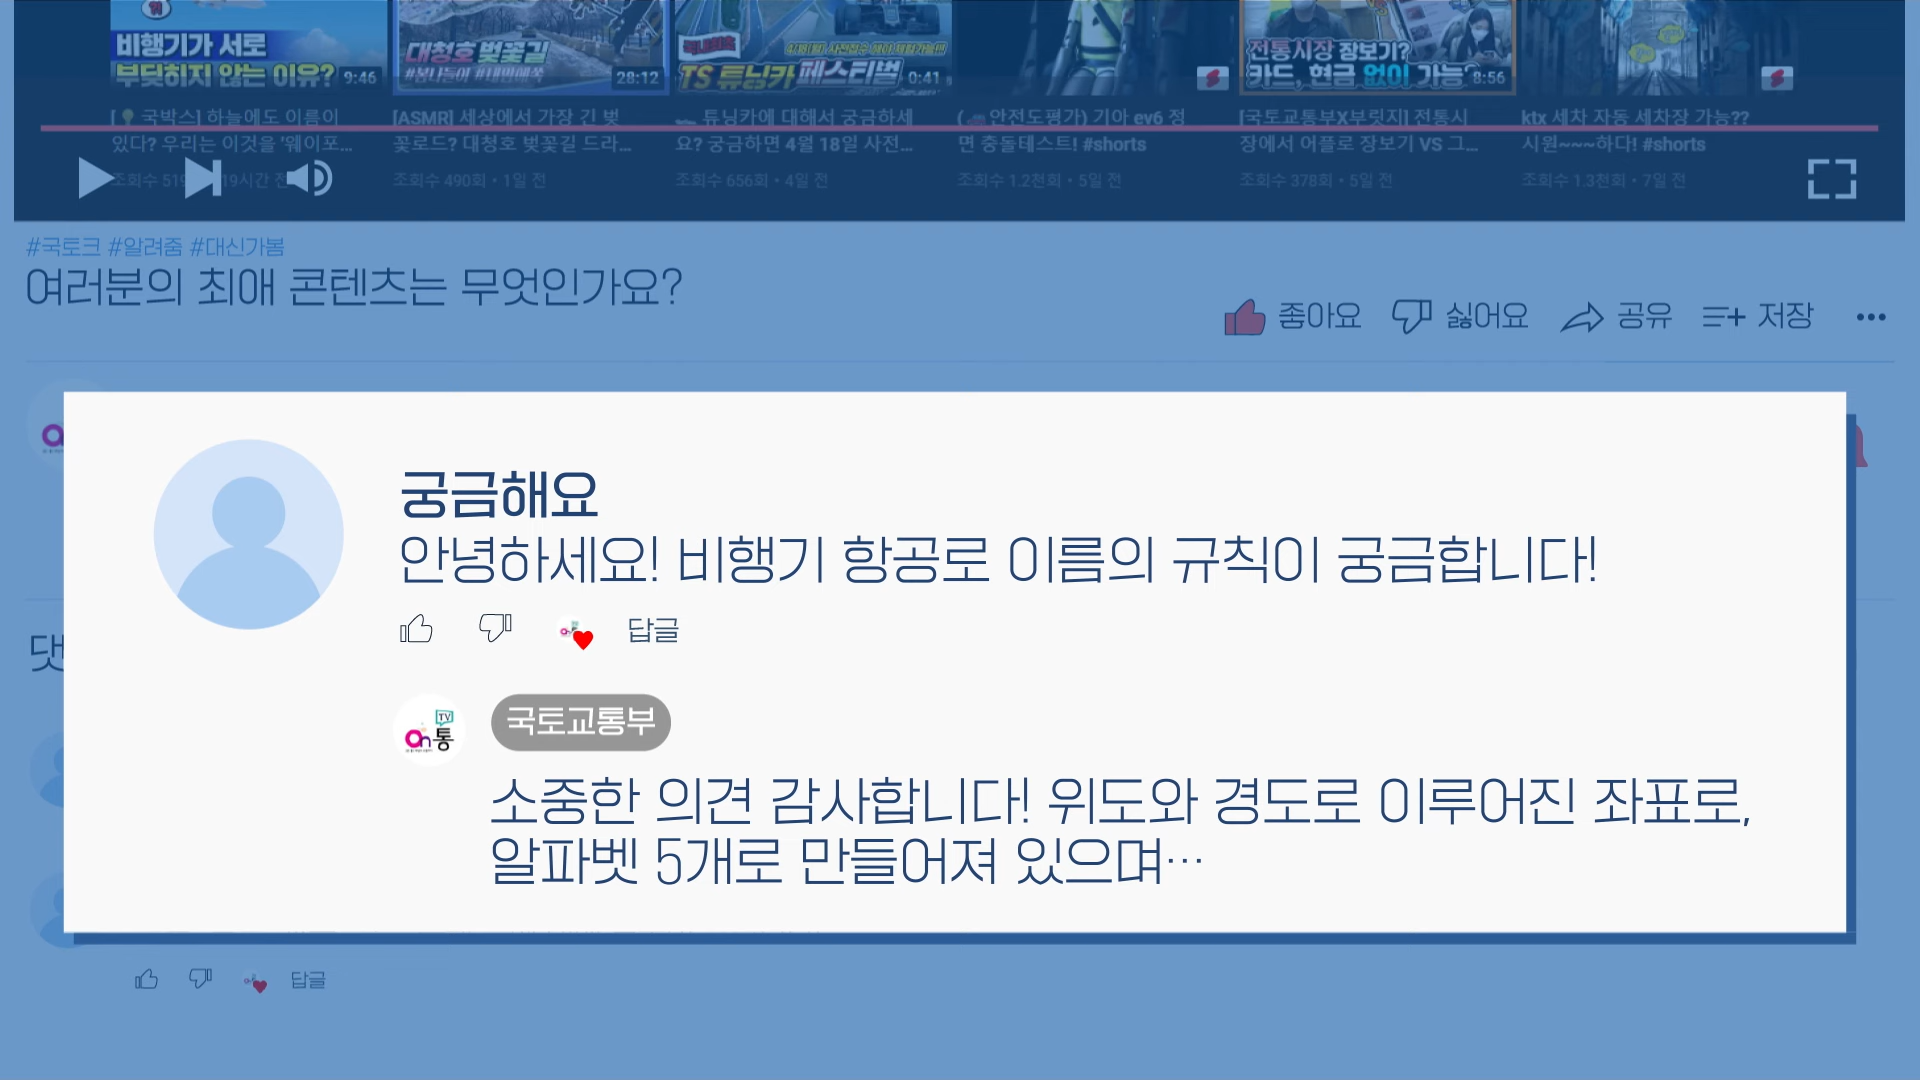 비행기가 서로
부딪히지 않는 이유?
9:46
대청호 벚꽃길
28:12
TS 튜닝카 페스티벌
0:41
전통시장 장보기?
카드, 현금 없이 가능?
8:56
국박스] 하늘에도 이름이
있다? 우리는 이것을 '웨이포...
[ASMR] 세상에서 가장 긴 벚
꽃로드? 대청호 벚꽃길 드라...
조회수 490회 • 1일 전
튜닝카에 대해서 궁금하세
요? 궁금하면 4월 18일 사전...
조회수 656회 • 4일 전
안전도평가) 기아 ev6 정
면 충돌테스트! #shorts
조회수 1.2천회 • 5일 전
[국토교통부X부릿지] 전통시
장에서 어플로 장보기 VS 그...
조회수 378회 • 5일 전
ktx 세차 자동 세차장 가능??
시원~~~하다! #shorts
조회수 1.3천회 • 7일 전
#국토크 #알려줌 #대신가봄
여러분의 최애 콘텐츠는 무엇인가요?
좋아요 싫어요 공유 저장
궁금해요
안녕하세요! 비행기 항공로 이름의 규칙이 궁금합니다!
답글
TV
on통
국토교통부
소중한 의견 감사합니다! 위도와 경도로 이루어진 좌표로,
알파벳 5개로 만들어져 있으며…
답글